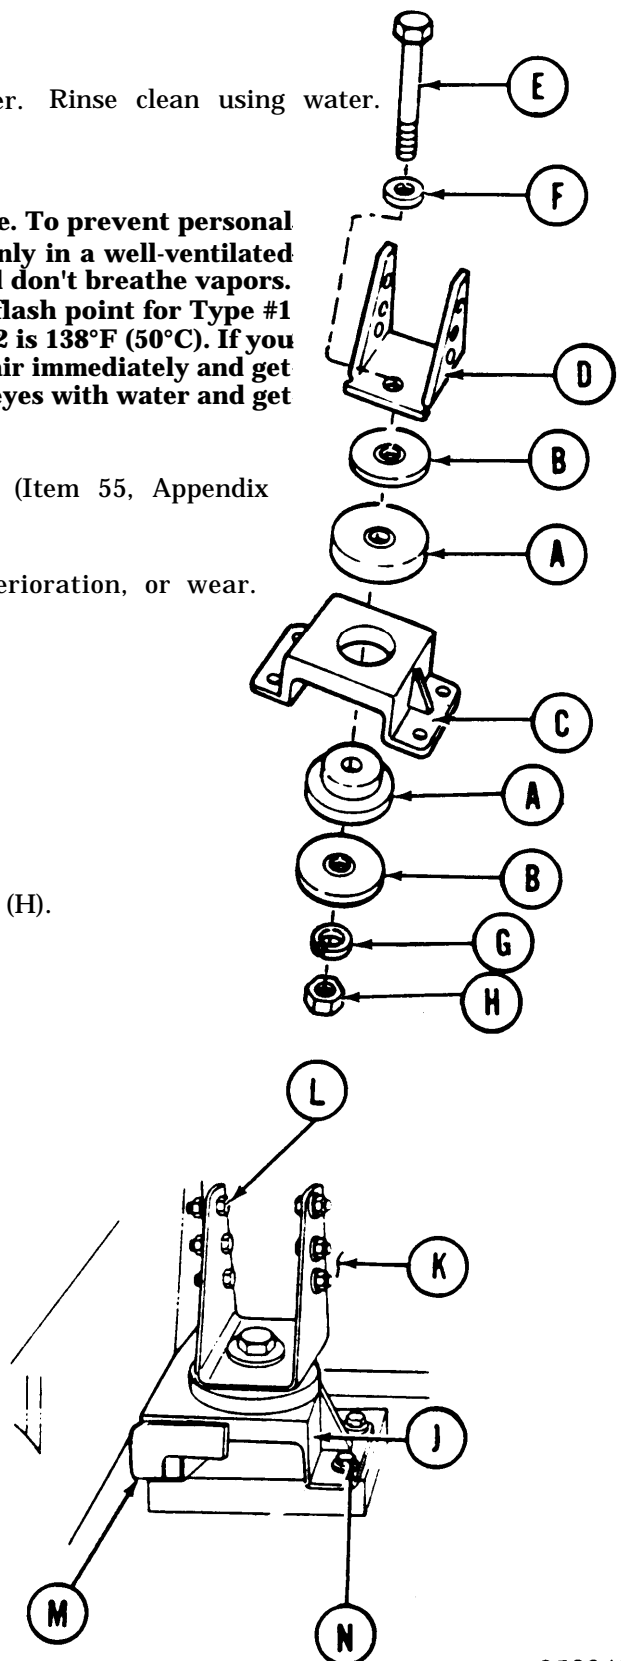 E
er. Rinse clean using water.
F
e. To prevent personal
nly in a well-ventilated
l don't breathe vapors.
flash point for Type #1
2 is 138°F (50°C). If you
air immediately and get
eyes with water and get
D
B
(Item 55, Appendix
A
erioration, or wear.
C
A
B
(H).
G
H
L
K
J
M
N